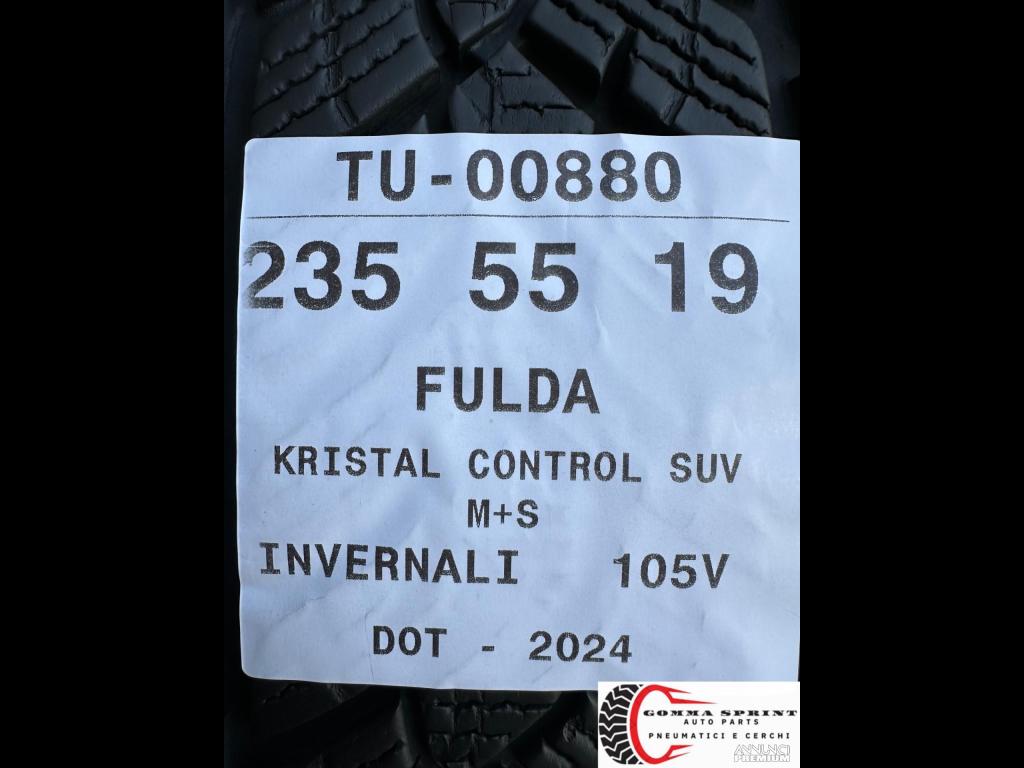 TU-00880
235 55 19
FULDA
KRISTAL CONTROL SUV
M+S
INVERNALI 105V
DOT - 2024
GOMMA SPRINT
AUTO PARTS
PNEUMATICI E CERCHI
ANNUNCI
PREMIUM